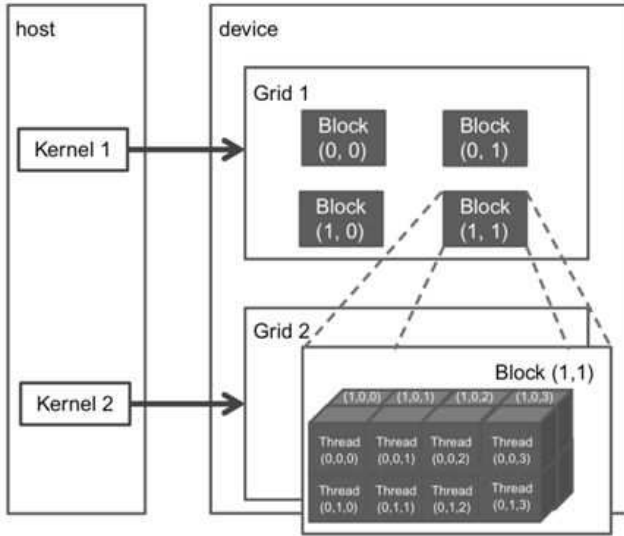 host
device
Grid 1
Kernel 1
Block
(0, 0)
Block
(0, 1)
Block
(1, 0)
Block
(1, 1)
Grid 2
Block (1,1)
Kernel 2
(1,0,0) (1,0,1) (1,0,2) (1,0,3)
Thread
(0,0,0)
Thread
(0,0,1)
Thread
(0,0,2)
Thread
(0,0,3)
Thread
(0,1,0)
Thread
(0,1,1)
Thread
(0,1,2)
Thread
(0,1,3)